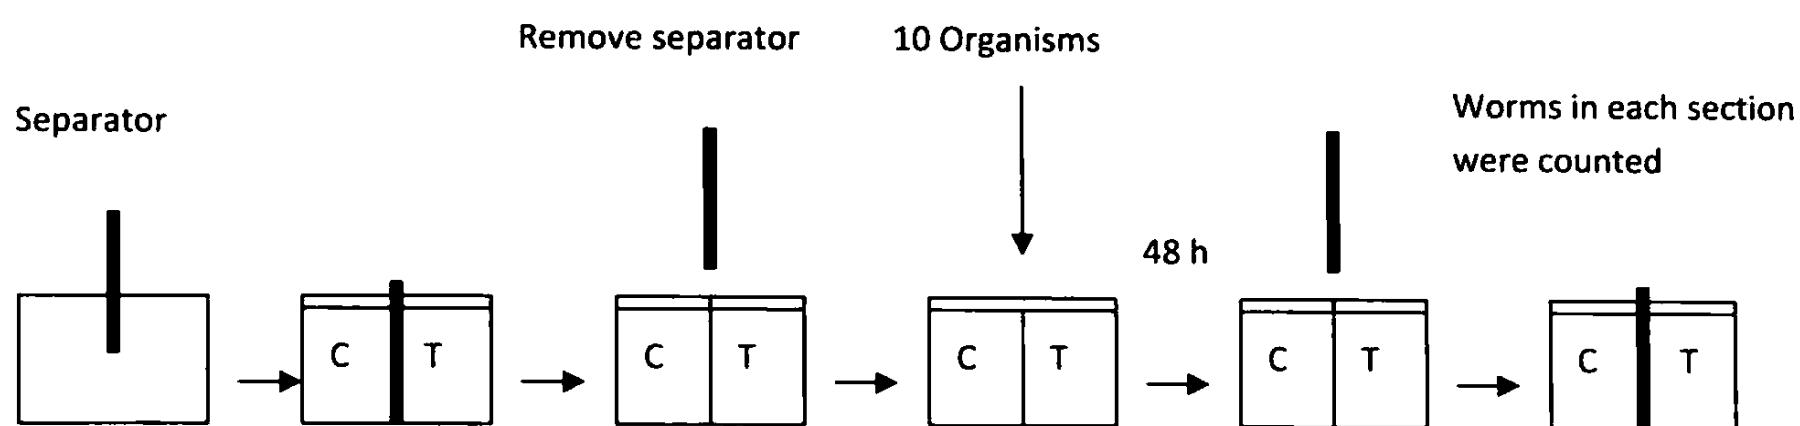 Separator
Remove separator
10 Organisms
48 h
Worms in each section
were counted
C T
C T
C T
C T
C T